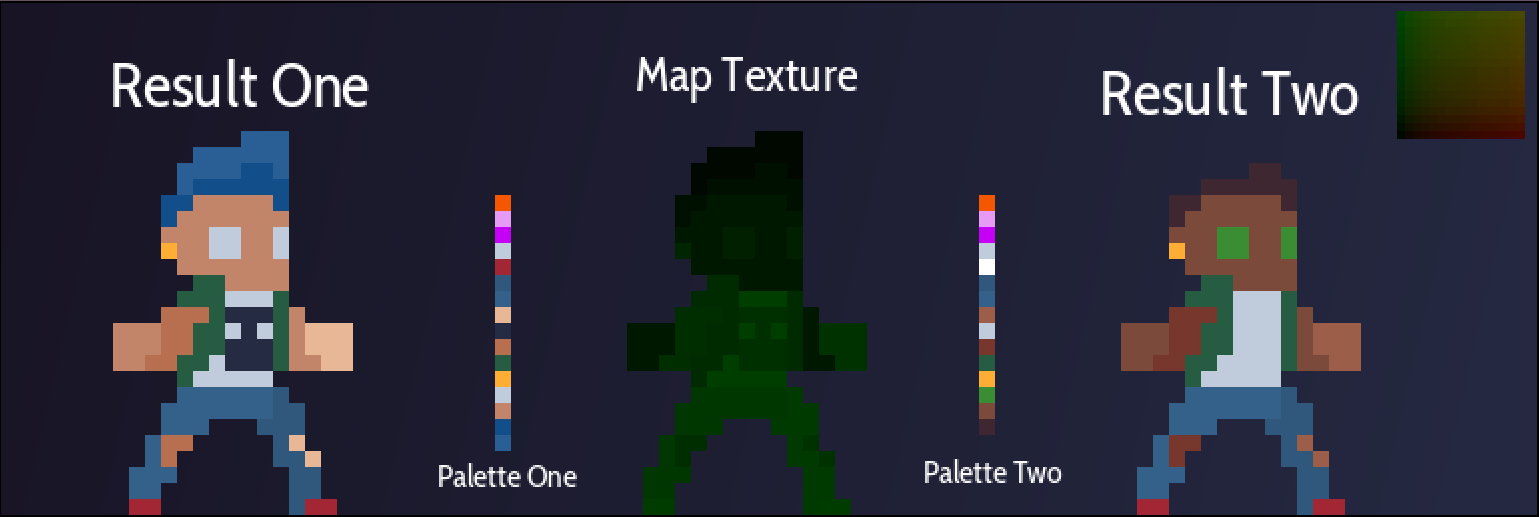 Result One
Map Texture
Result Two
Palette One
Palette Two